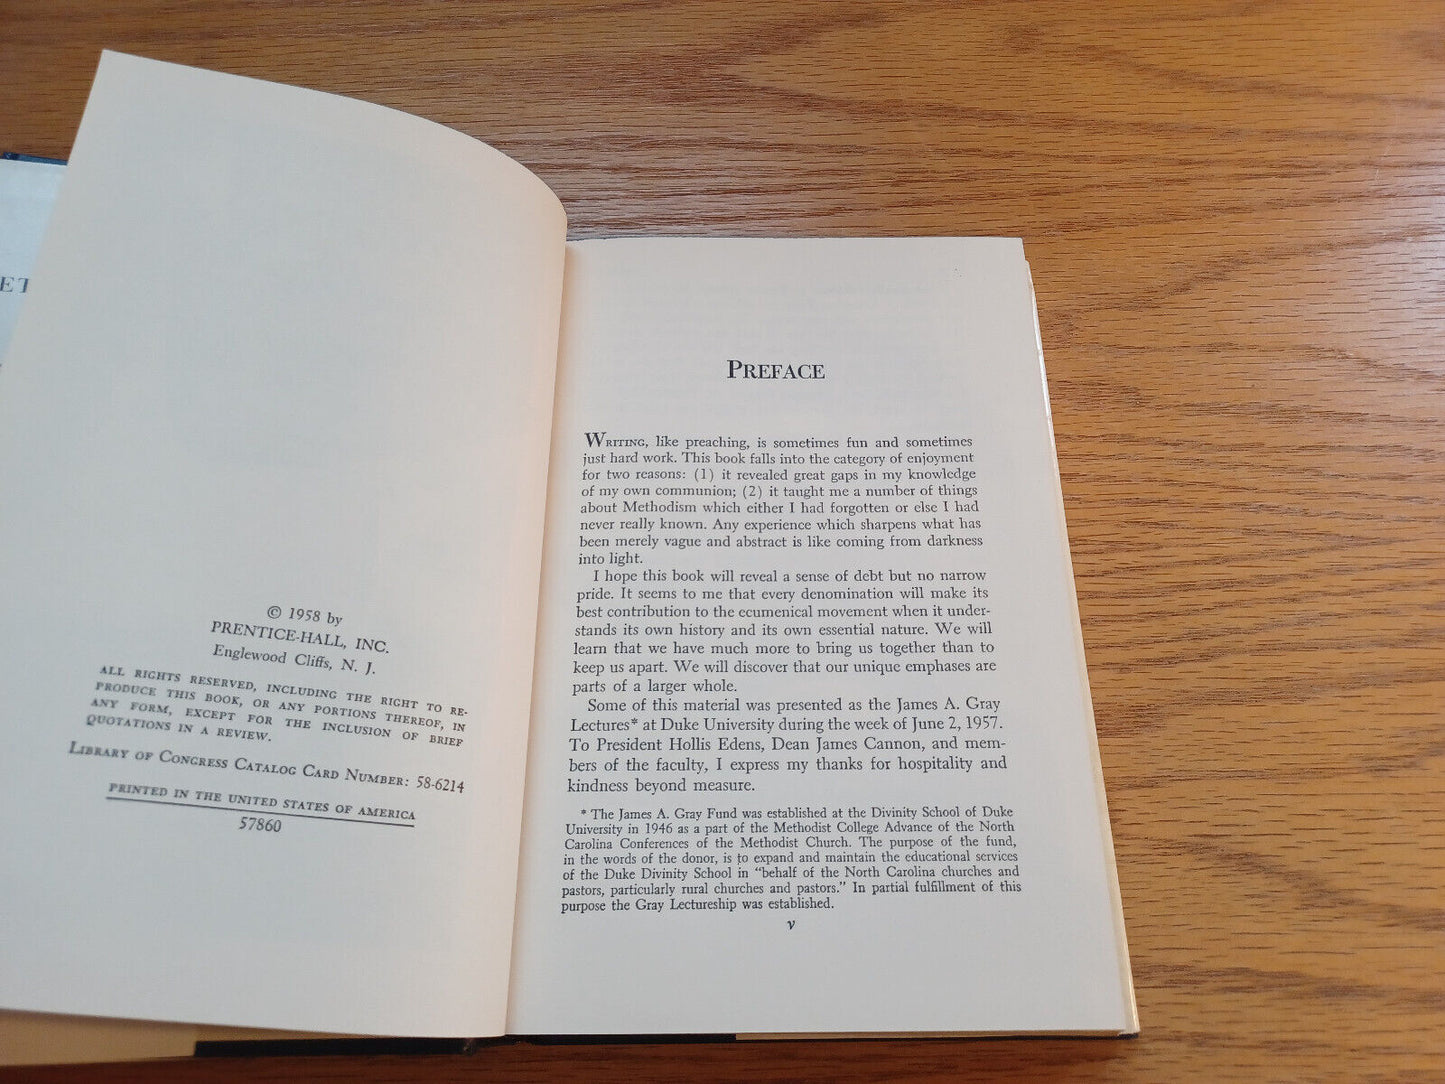 ET
© 1958 by
PRENTICE-HALL, INC.
Englewood Cliffs, N. J.
ALL RIGHTS RESERVED, INCLUDING THE RIGHT TO RE-
PRODUCE THIS BOOK, OR ANY PORTIONS THEREOF, IN
ANY FORM, EXCEPT FOR THE INCLUSION OF BRIEF
QUOTATIONS IN A REVIEW.
LIBRARY OF CONGRESS CATALOG CARD NUMBER: 58-6214
PRINTED IN THE UNITED STATES OF AMERICA
57860
PREFACE
WRITING, like preaching, is sometimes fun and sometimes
just hard work. This book falls into the category of enjoyment
for two reasons: (1) it revealed great gaps in my knowledge
of my own communion; (2) it taught me a number of things
about Methodism which either I had forgotten or else I had
never really known. Any experience which sharpens what has
been merely vague and abstract is like coming from darkness
into light.
I hope this book will reveal a sense of debt but no narrow
pride. It seems to me that every denomination will make its
best contribution to the ecumenical movement when it under-
stands its own history and its own essential nature. We will
learn that we have much more to bring us together than to
keep us apart. We will discover that our unique emphases are
parts of a larger whole.
Some of this material was presented as the James A. Gray
Lectures* at Duke University during the week of June 2, 1957.
To President Hollis Edens, Dean James Cannon, and mem-
bers of the faculty, I express my thanks for hospitality and
kindness beyond measure.
* The James A. Gray Fund was established at the Divinity School of Duke
University in 1946 as a part of the Methodist College Advance of the North
Carolina Conferences of the Methodist Church. The purpose of the fund,
in the words of the donor, is to expand and maintain the educational services
of the Duke Divinity School in "behalf of the North Carolina churches and
pastors, particularly rural churches and pastors." In partial fulfillment of this
purpose the Gray Lectureship was established.
v